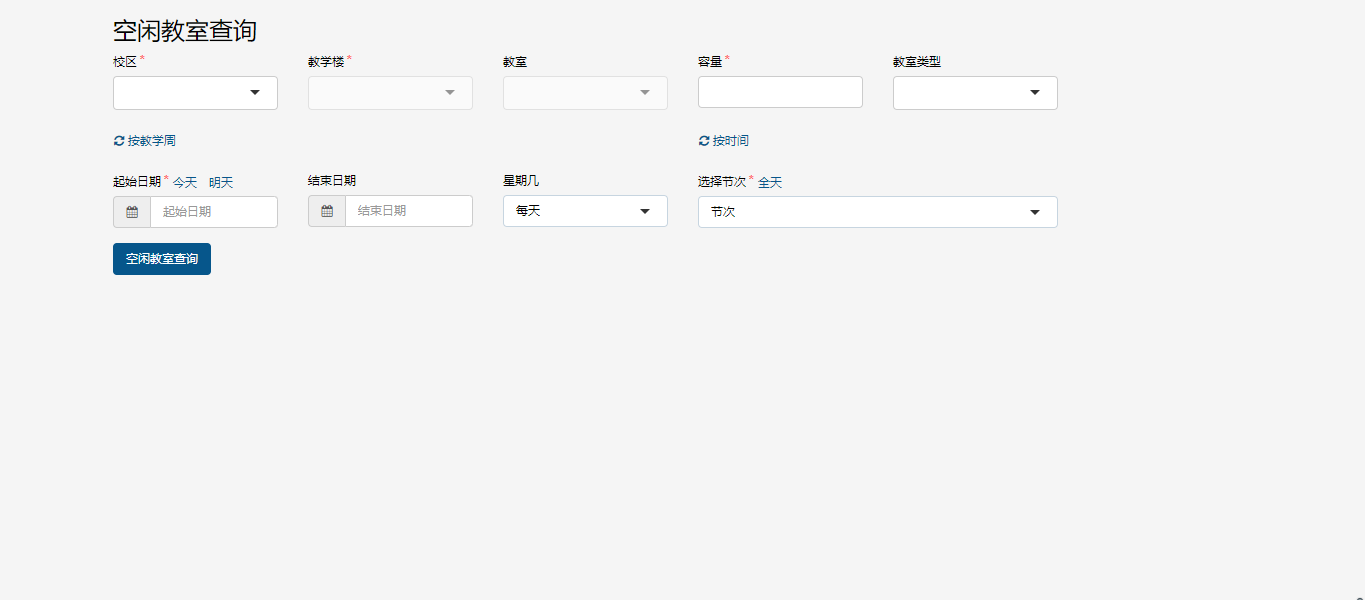 空闲教室查询
校区 * 教学楼 * 教室 容量 * 教室类型
按教学周 按时间
起始日期 * 今天 明天 结束日期 星期几 选择节次 * 全天
起始日期 结束日期 每天 节次
空闲教室查询